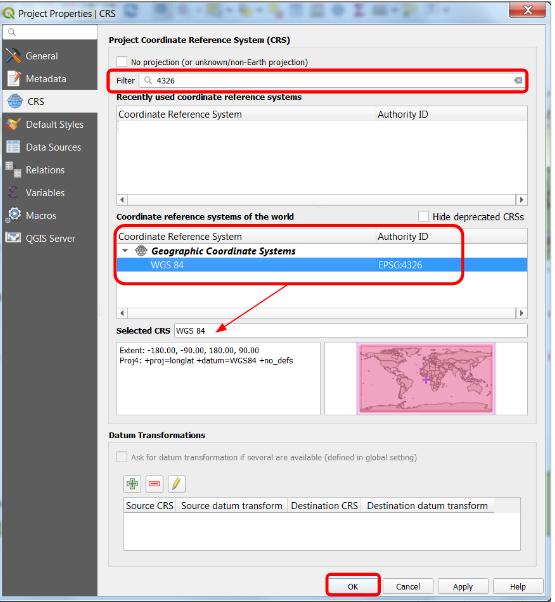 Project Properties | CRS
Project Coordinate Reference System (CRS)
No projection (or unknown/non-Earth projection)
Filter 4326
Recently used coordinate reference systems
Coordinate Reference System Authority ID
General
Metadata
CRS
Default Styles
Data Sources
Relations
Variables
Macros
QGIS Server
Coordinate reference systems of the world Hide deprecated CRSs
Coordinate Reference System Authority ID
Geographic Coordinate Systems
WGS 84 EPSG:4326
Selected CRS WGS 84
Extent: -180.00, -90.00, 180.00, 90.00
Proj4: +proj=longlat +datum=WGS84 +no_defs
Datum Transformations
Ask for datum transformation if several are available (defined in global setting)
Source CRS Source datum transform Destination CRS Destination datum transform
OK Cancel Apply Help